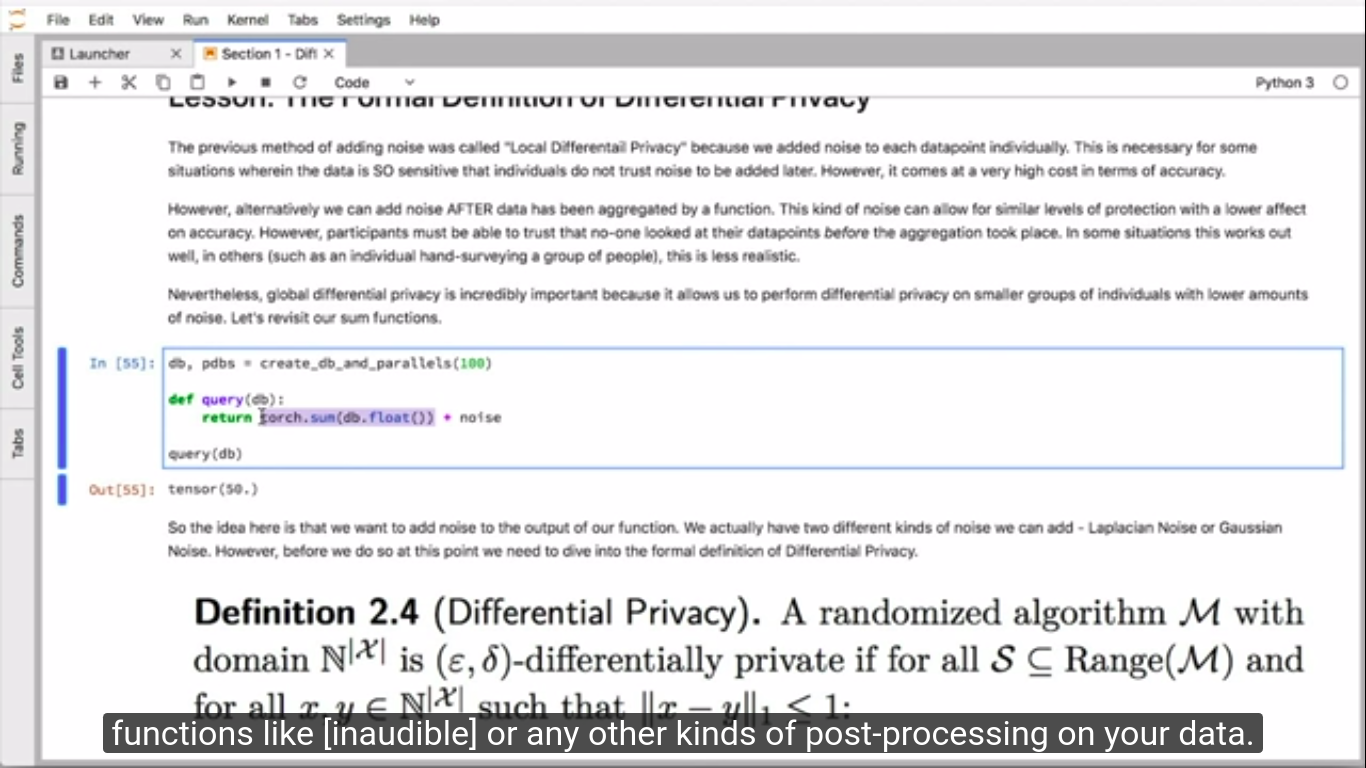 File Edit View Run Kernel Tabs Settings Help
Launcher × Section 1 - Difl ×
Code
Python 3
Files
Running
Commands
Cell Tools
Tabs
Lesson: The Formal Definition of Differential Privacy
The previous method of adding noise was called "Local Differentail Privacy" because we added noise to each datapoint individually. This is necessary for some
situations wherein the data is SO sensitive that individuals do not trust noise to be added later. However, it comes at a very high cost in terms of accuracy.
However, alternatively we can add noise AFTER data has been aggregated by a function. This kind of noise can allow for similar levels of protection with a lower affect
on accuracy. However, participants must be able to trust that no-one looked at their datapoints before the aggregation took place. In some situations this works out
well, in others (such as an individual hand-surveying a group of people), this is less realistic.
Nevertheless, global differential privacy is incredibly important because it allows us to perform differential privacy on smaller groups of individuals with lower amounts
of noise. Let's revisit our sum functions.
In [55]: db, pdbs = create_db_and_parallels(100)
def query(db):
return torch.sum(db.float()) + noise
query(db)
Out[55]: tensor(50.)
So the idea here is that we want to add noise to the output of our function. We actually have two different kinds of noise we can add - Laplacian Noise or Gaussian
Noise. However, before we do so at this point we need to dive into the formal definition of Differential Privacy.
Definition 2.4 (Differential Privacy). A randomized algorithm ℳ with
domain ℕ^|𝒳| is (ε, δ)-differentially private if for all 𝒮 ⊆ Range(ℳ) and
for all x, y ∈ ℕ^|𝒳| such that ‖x − y‖₁ ≤ 1:
functions like [inaudible] or any other kinds of post-processing on your data.